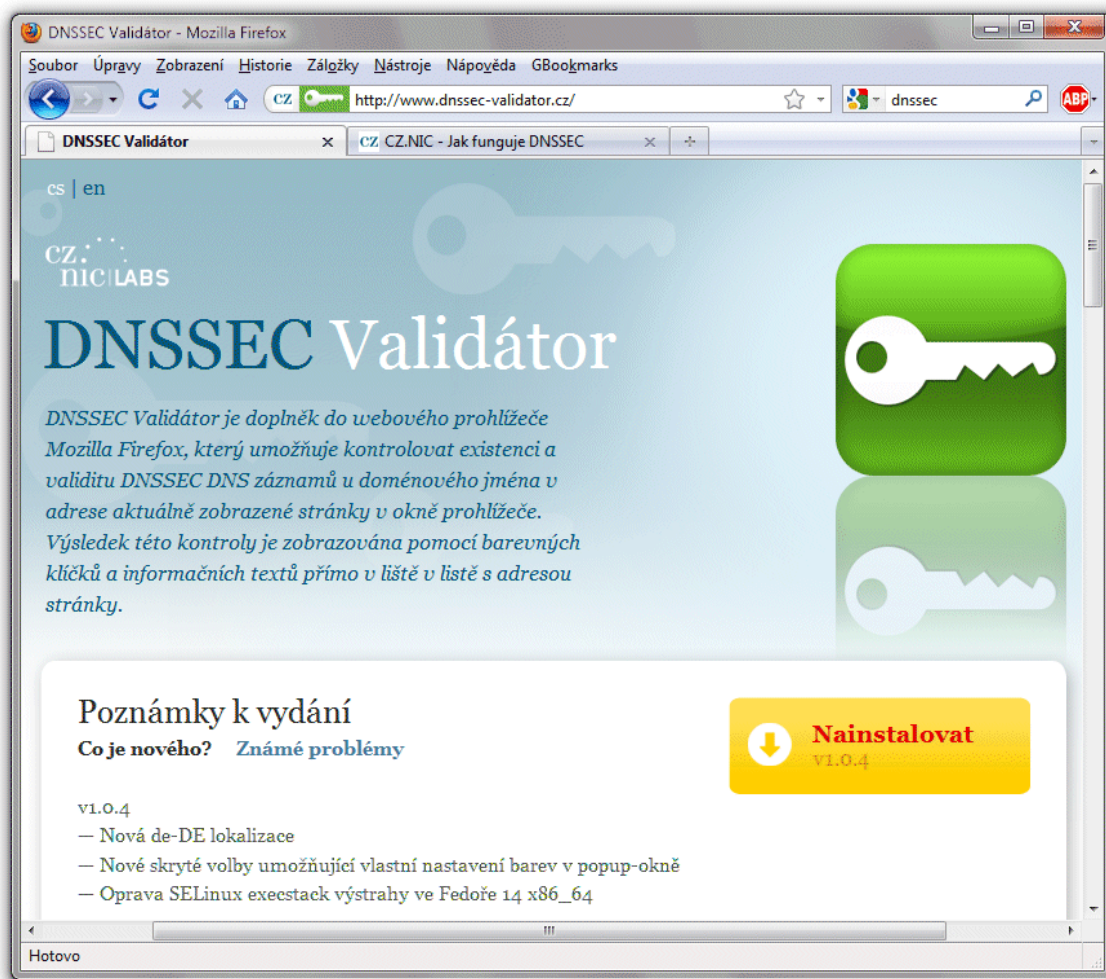 DNSSEC Validátor - Mozilla Firefox
Soubor Úpravy Zobrazení Historie Záložky Nástroje Nápověda GBookmarks
cz http://www.dnssec-validator.cz/ dnssec ABP
DNSSEC Validátor cz CZ.NIC - Jak funguje DNSSEC
cs | en
cz.
nic LABS
DNSSEC Validátor
DNSSEC Validátor je doplněk do webového prohlížeče
Mozilla Firefox, který umožňuje kontrolovat existenci a
validitu DNSSEC DNS záznamů u doménového jména v
adrese aktuálně zobrazené stránky v okně prohlížeče.
Výsledek této kontroly je zobrazována pomocí barevných
klíčků a informačních textů přímo v liště v listě s adresou
stránky.
Poznámky k vydání
Co je nového? Známé problémy
Nainstalovat
v1.0.4
v1.0.4
— Nová de-DE lokalizace
— Nové skryté volby umožňující vlastní nastavení barev v popup-okně
— Oprava SELinux execstack výstrahy ve Fedoře 14 x86_64
Hotovo